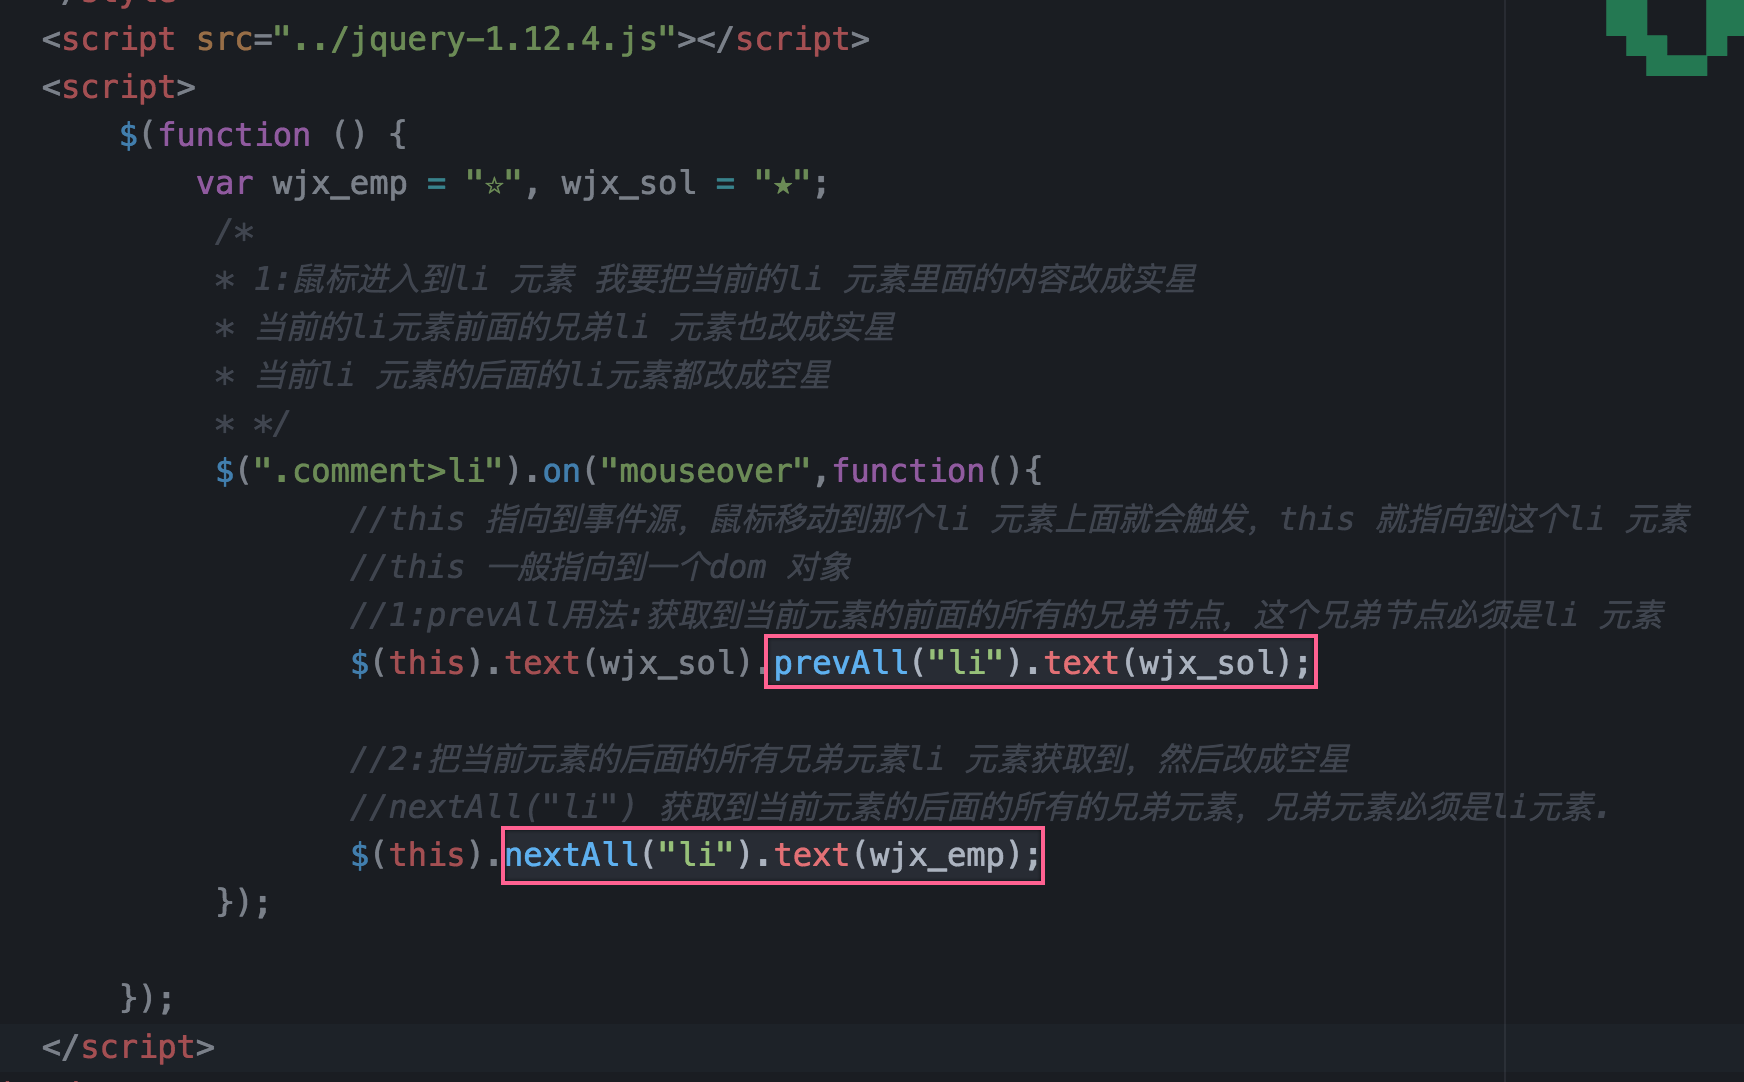 <script src="../jquery-1.12.4.js"></script>
<script>
$(function () {
var wjx_emp = "☆", wjx_sol = "★";
/*
* 1:鼠标进入到li 元素 我要把当前的li 元素里面的内容改成实星
* 当前的li元素前面的兄弟li 元素也改成实星
* 当前li 元素的后面的li元素都改成空星
* */
$(".comment>li").on("mouseover",function(){
//this 指向到事件源，鼠标移动到那个li 元素上面就会触发，this 就指向到这个li 元素
//this 一般指向到一个dom 对象
//1:prevAll用法:获取到当前元素的前面的所有的兄弟节点，这个兄弟节点必须是li 元素
$(this).text(wjx_sol).prevAll("li").text(wjx_sol);
//2:把当前元素的后面的所有兄弟元素li 元素获取到，然后改成空星
//nextAll("li") 获取到当前元素的后面的所有的兄弟元素，兄弟元素必须是li元素.
$(this).nextAll("li").text(wjx_emp);
});
});
</script>